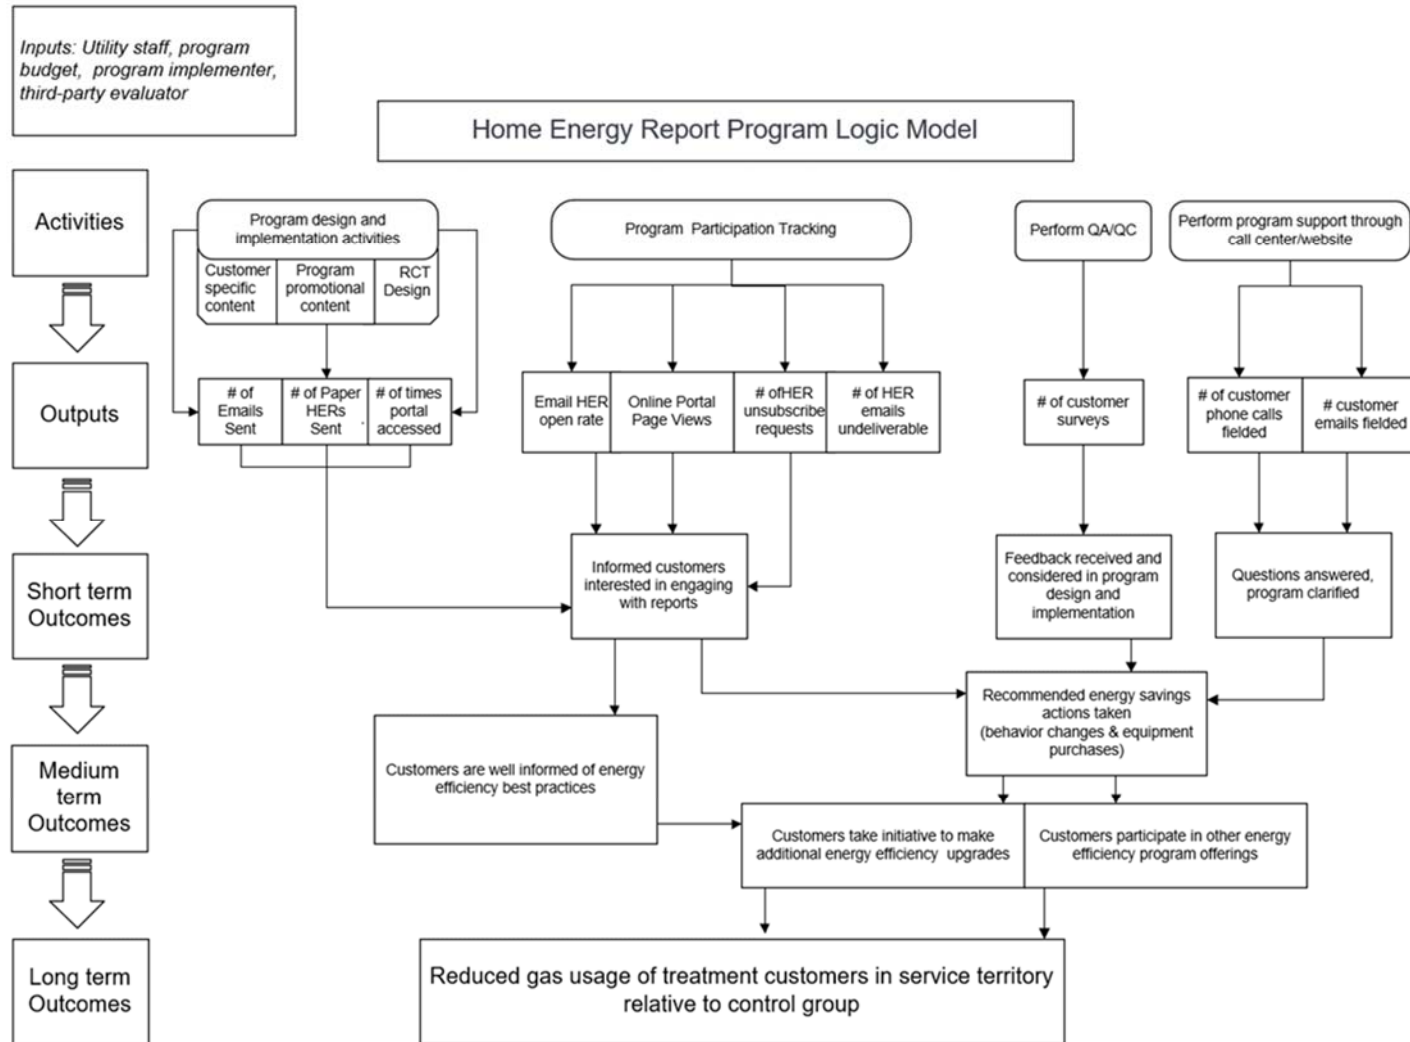 Inputs: Utility staff, program
budget, program implementer,
third-party evaluator
Home Energy Report Program Logic Model
Activities
Program design and
implementation activities
Customer
specific
content
Program
promotional
content
RCT
Design
Program Participation Tracking
Perform QA/QC
Perform program support through
call center/website
Outputs
# of
Emails
Sent
# of Paper
HERs
Sent
# of times
portal
accessed
Email HER
open rate
Online Portal
Page Views
# ofHER
unsubscribe
requests
# of HER
emails
undeliverable
# of customer
surveys
# of customer
phone calls
fielded
# customer
emails fielded
Short term
Outcomes
Informed customers
interested in engaging
with reports
Feedback received and
considered in program
design and
implementation
Questions answered,
program clarified
Medium
term
Outcomes
Customers are well informed of energy
efficiency best practices
Recommended energy savings
actions taken
(behavior changes & equipment
purchases)
Customers take initiative to make
additional energy efficiency upgrades
Customers participate in other energy
efficiency program offerings
Long term
Outcomes
Reduced gas usage of treatment customers in service territory
relative to control group